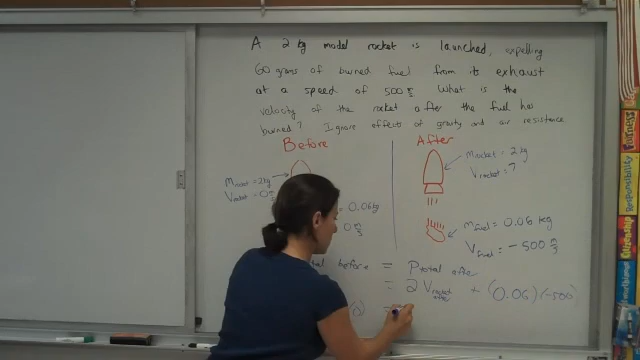 A 2 kg model rocket is launched, expelling
60 grams of burned fuel from its exhaust
at a speed of 500 m/s. What is the
velocity of the rocket after the fuel has
burned? Ignore effects of gravity and air resistance
Before
After
m rocket = 2kg
V rocket = 0 m/s
= 0.06 kg
0 m/s
m rocket = 2 kg
V rocket = ?
m fuel = 0.06 kg
V fuel = -500 m/s
before = P total after
= 2 V rocket after + (0.06)(-500)
=
Fairness
Responsibility
Citizenship